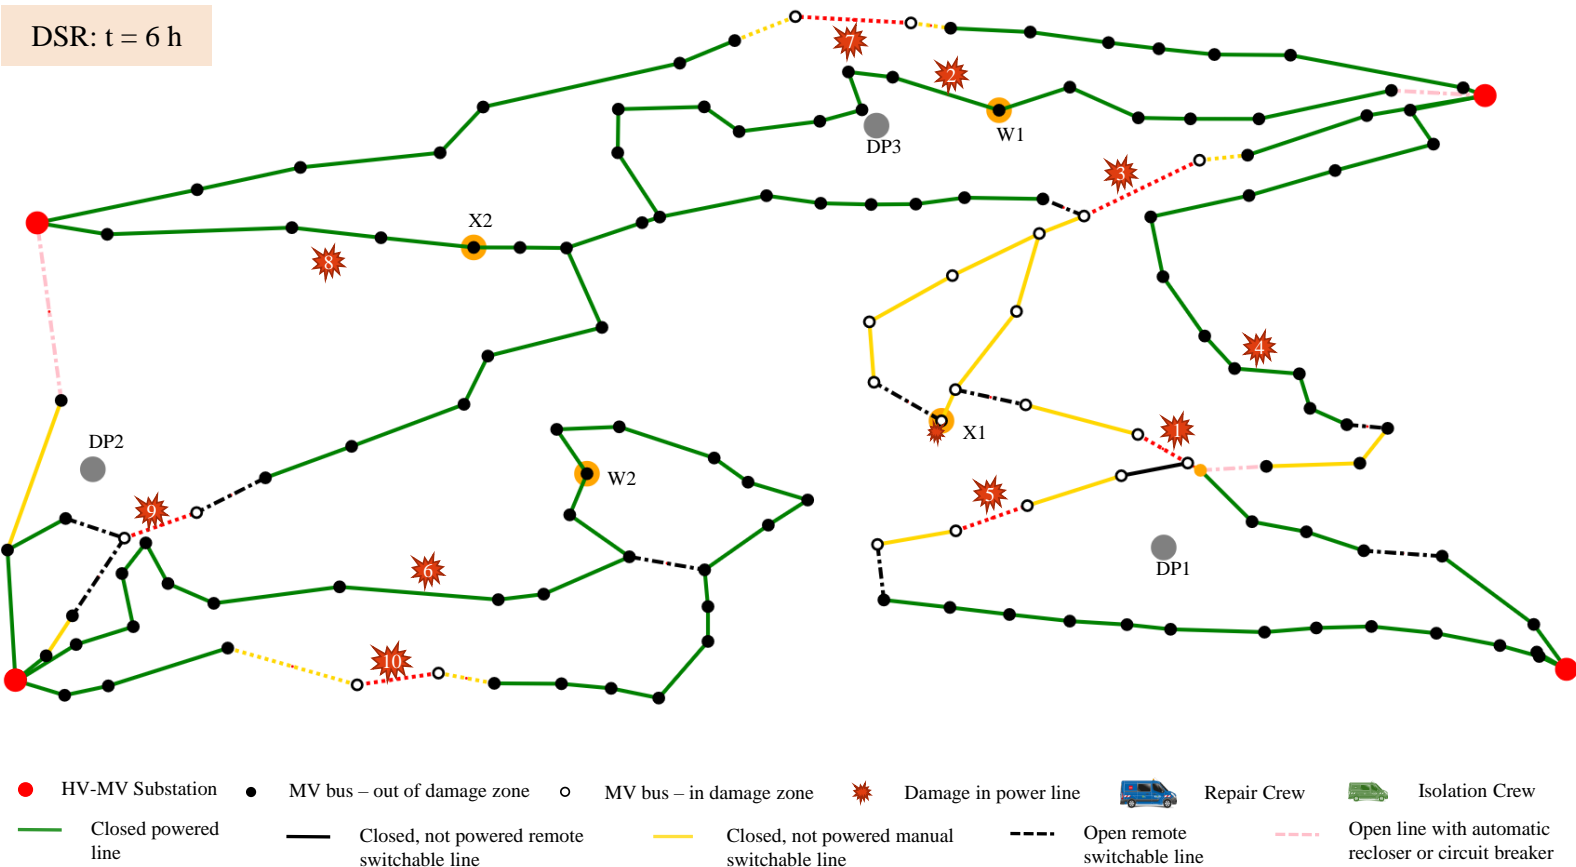 DSR: t = 6 h
7
2
W1
DP3
3
X2
8
4
X1
1
DP2
W2
5
9
DP1
6
10
HV-MV Substation
MV bus – out of damage zone
MV bus – in damage zone
Damage in power line
Repair Crew
Isolation Crew
Closed powered
line
Closed, not powered remote
switchable line
Closed, not powered manual
switchable line
Open remote
switchable line
Open line with automatic
recloser or circuit breaker